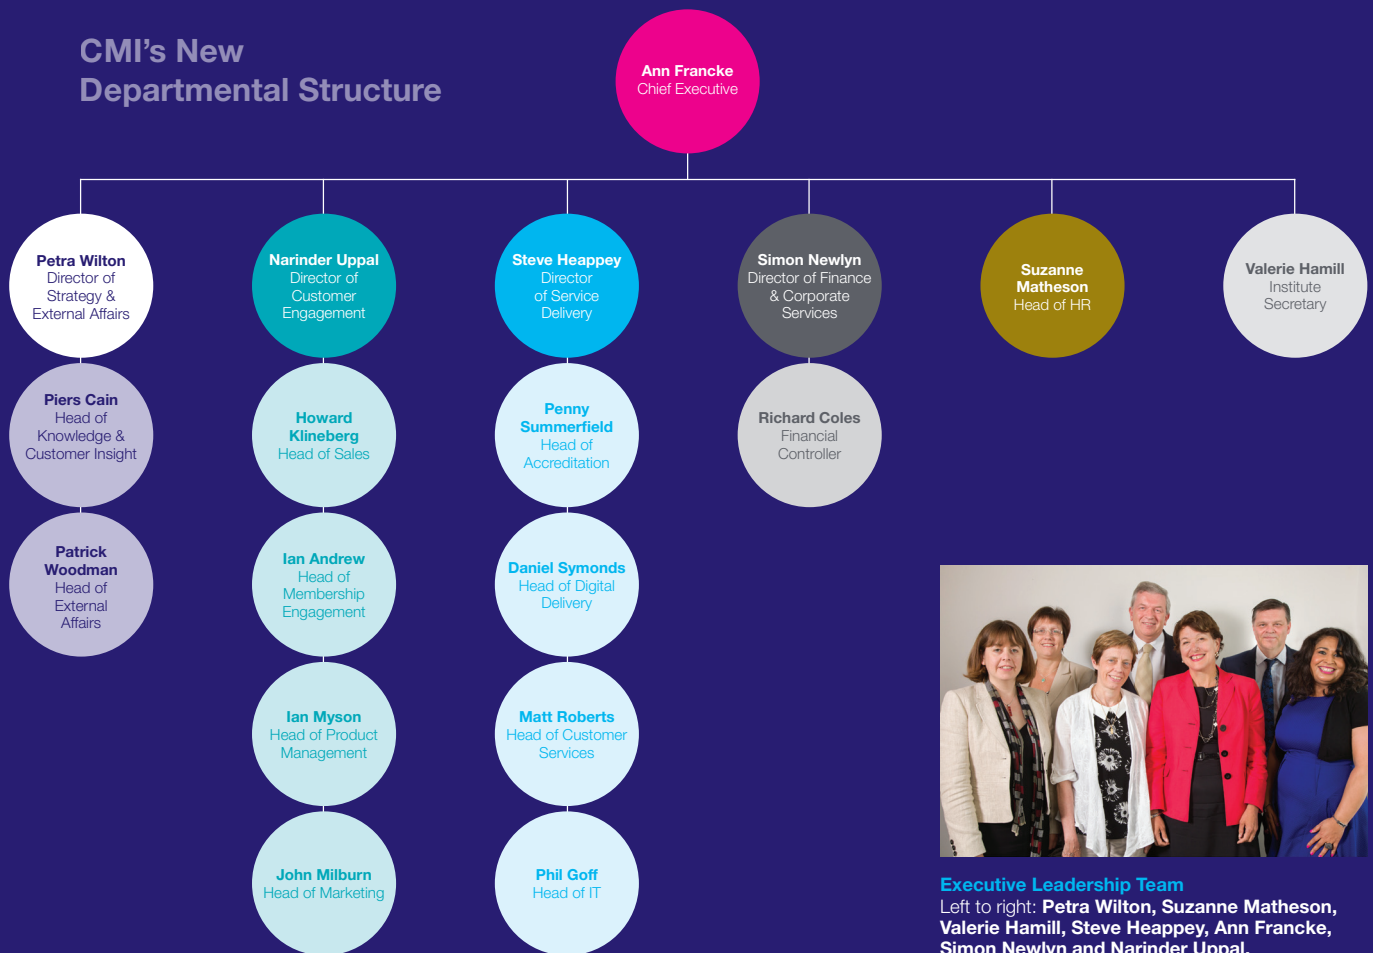 CMI’s New
Departmental Structure
Ann Francke
Chief Executive
Petra Wilton
Director of
Strategy &
External Affairs
Narinder Uppal
Director of
Customer
Engagement
Steve Heappey
Director
of Service
Delivery
Simon Newlyn
Director of Finance
& Corporate
Services
Suzanne
Matheson
Head of HR
Valerie Hamill
Institute
Secretary
Piers Cain
Head of
Knowledge &
Customer Insight
Howard
Klineberg
Head of Sales
Penny
Summerfield
Head of
Accreditation
Richard Coles
Financial
Controller
Patrick
Woodman
Head of
External
Affairs
Ian Andrew
Head of
Membership
Engagement
Daniel Symonds
Head of Digital
Delivery
Ian Myson
Head of Product
Management
Matt Roberts
Head of Customer
Services
John Milburn
Head of Marketing
Phil Goff
Head of IT
Executive Leadership Team
Left to right: Petra Wilton, Suzanne Matheson,
Valerie Hamill, Steve Heappey, Ann Francke,
Simon Newlyn and Narinder Uppal.